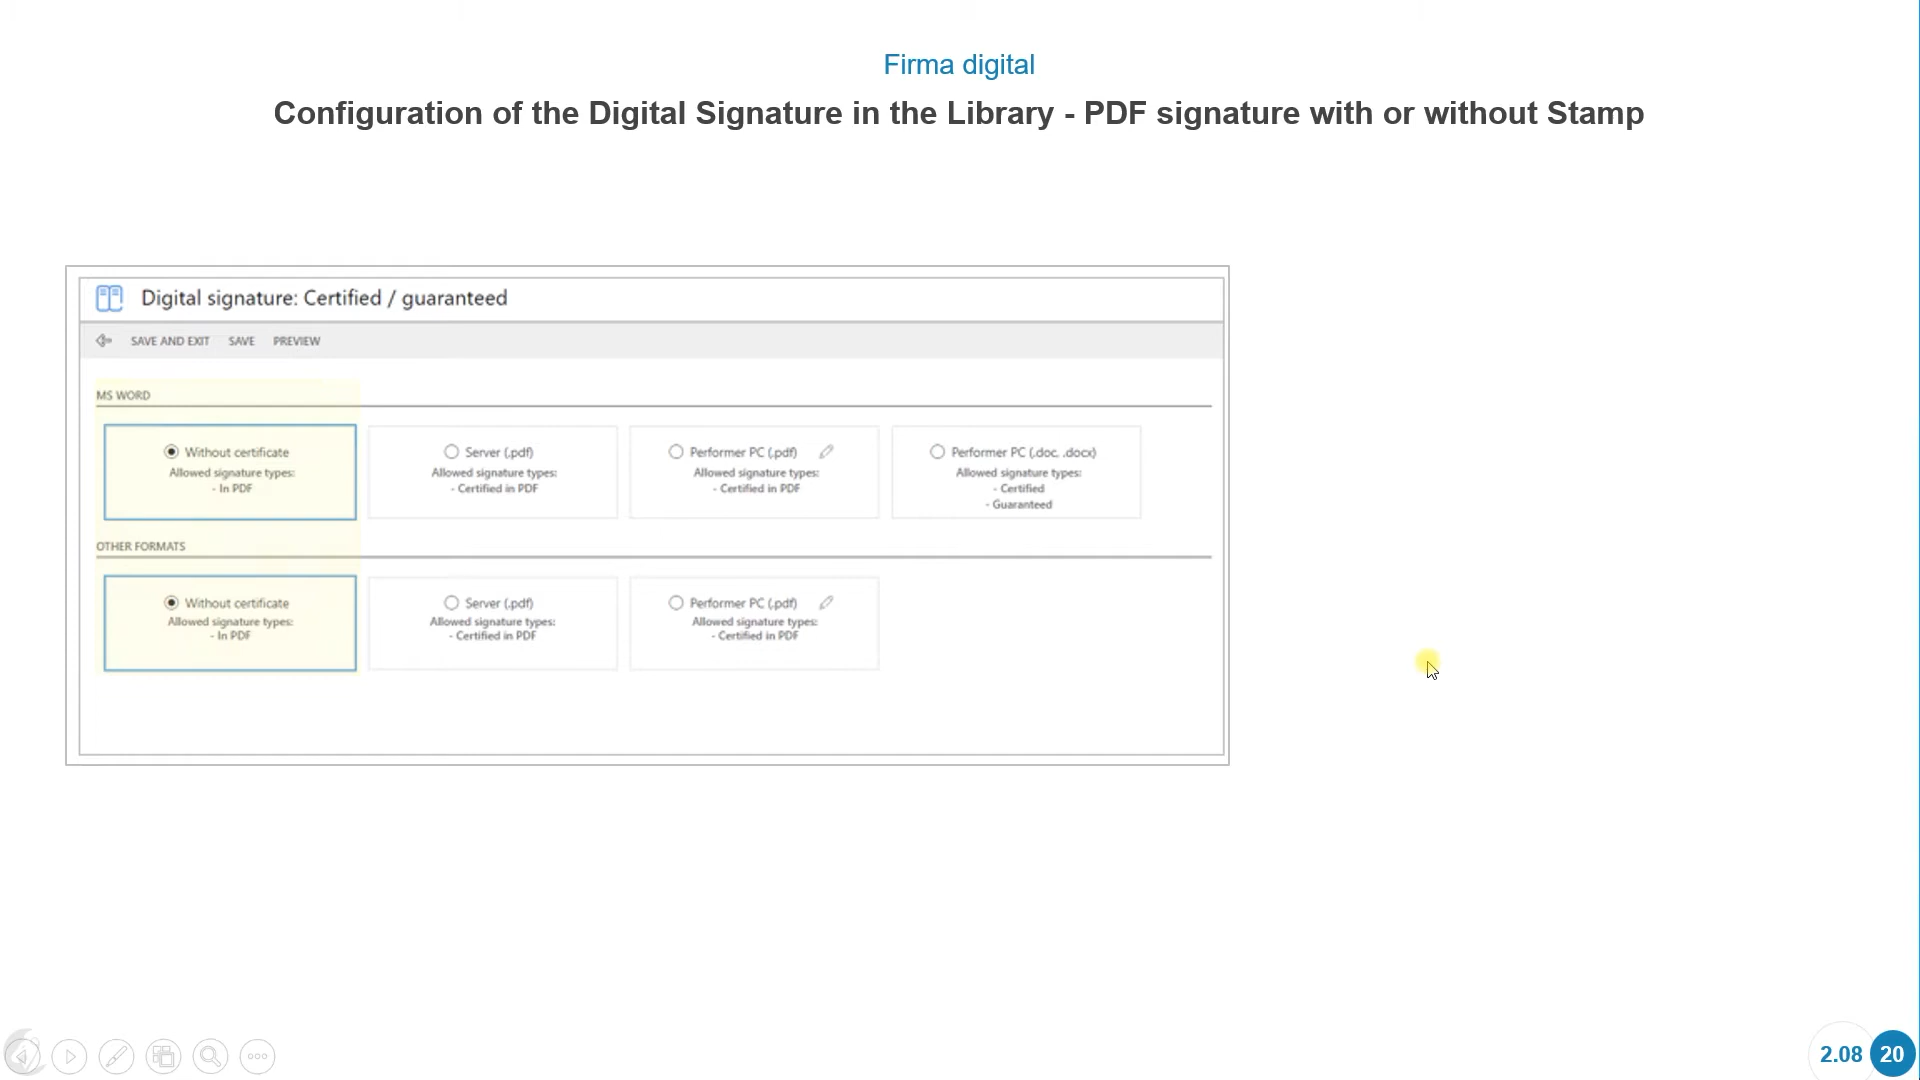 Firma digital
Configuration of the Digital Signature in the Library - PDF signature with or without Stamp
Digital signature: Certified / guaranteed
SAVE AND EXIT SAVE PREVIEW
MS WORD
Without certificate
Allowed signature types:
- In PDF
Server (.pdf)
Allowed signature types:
- Certified in PDF
Performer PC (.pdf)
Allowed signature types:
- Certified in PDF
Performer PC (.doc, .docx)
Allowed signature types:
- Certified
- Guaranteed
OTHER FORMATS
Without certificate
Allowed signature types:
- In PDF
Server (.pdf)
Allowed signature types:
- Certified in PDF
Performer PC (.pdf)
Allowed signature types:
- Certified in PDF
2.08 20